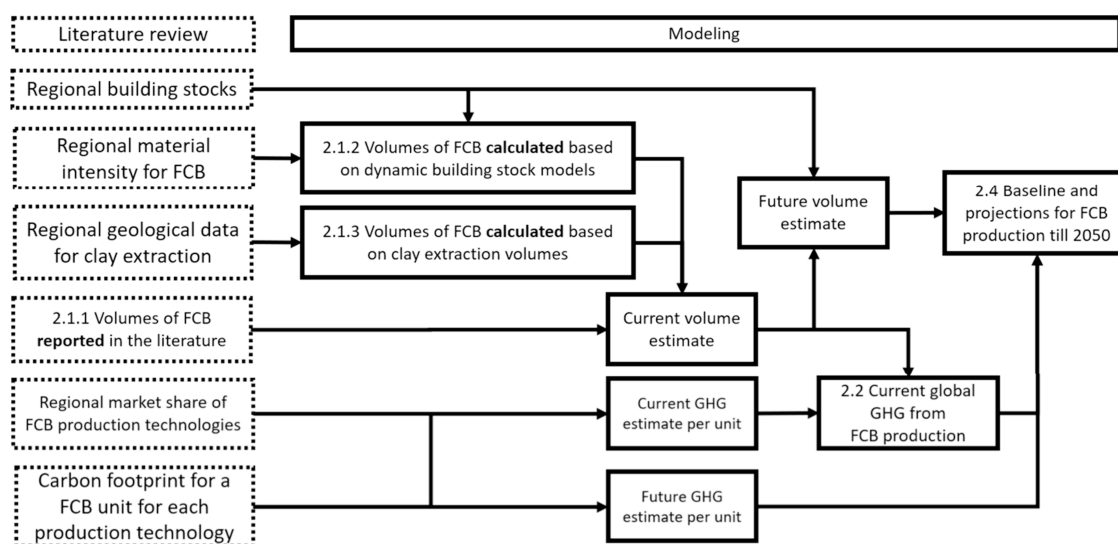 Literature review
Modeling
Regional building stocks
Regional material
intensity for FCB
2.1.2 Volumes of FCB calculated based
on dynamic building stock models
Future volume
estimate
2.4 Baseline and
projections for FCB
production till 2050
Regional geological data
for clay extraction
2.1.3 Volumes of FCB calculated based
on clay extraction volumes
2.1.1 Volumes of FCB
reported in the literature
Current volume
estimate
Regional market share of
FCB production technologies
Current GHG
estimate per unit
2.2 Current global
GHG from
FCB production
Carbon footprint for a
FCB unit for each
production technology
Future GHG
estimate per unit